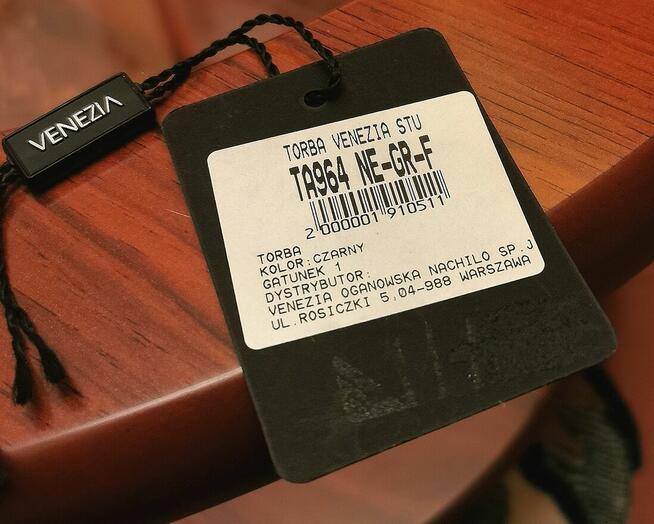 VENEZIA
TORBA VENEZIA STU
TA964 NE-GR-F
2 000001 910511
TORBA
KOLOR:CZARNY
GATUNEK 1
DYSTRYBUTOR:
VENEZIA OGANOWSKA NACHILO SP.J
UL.ROSICZKI 5,04-988 WARSZAWA